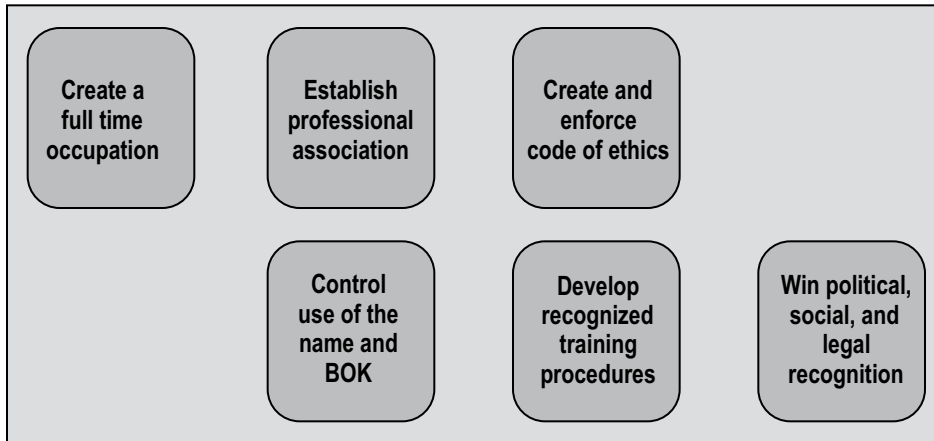 Create a
full time
occupation
Establish
professional
association
Create and
enforce
code of ethics
Control
use of the
name and
BOK
Develop
recognized
training
procedures
Win political,
social, and
legal
recognition